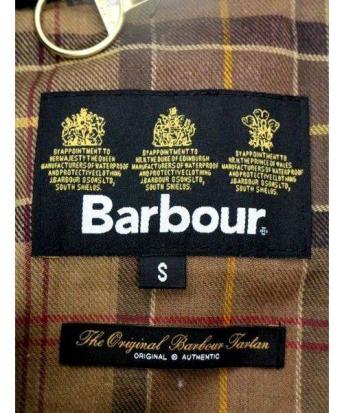 BY APPOINTMENT TO
HER MAJESTY THE QUEEN
MANUFACTURERS OF WATERPROOF
AND PROTECTIVE CLOTHING
J.BARBOUR & SONS LTD,
SOUTH SHIELDS.
BY APPOINTMENT TO
H.R.H. THE DUKE OF EDINBURGH
MANUFACTURERS OF WATERPROOF
AND PROTECTIVE CLOTHING
J.BARBOUR & SONS LTD,
SOUTH SHIELDS.
BY APPOINTMENT TO
H.R.H. THE PRINCE OF WALES
MANUFACTURERS OF WATERPROOF
AND PROTECTIVE CLOTHING
J.BARBOUR & SONS LTD,
SOUTH SHIELDS.
Barbour
S
The Original Barbour Tartan
ORIGINAL © AUTHENTIC